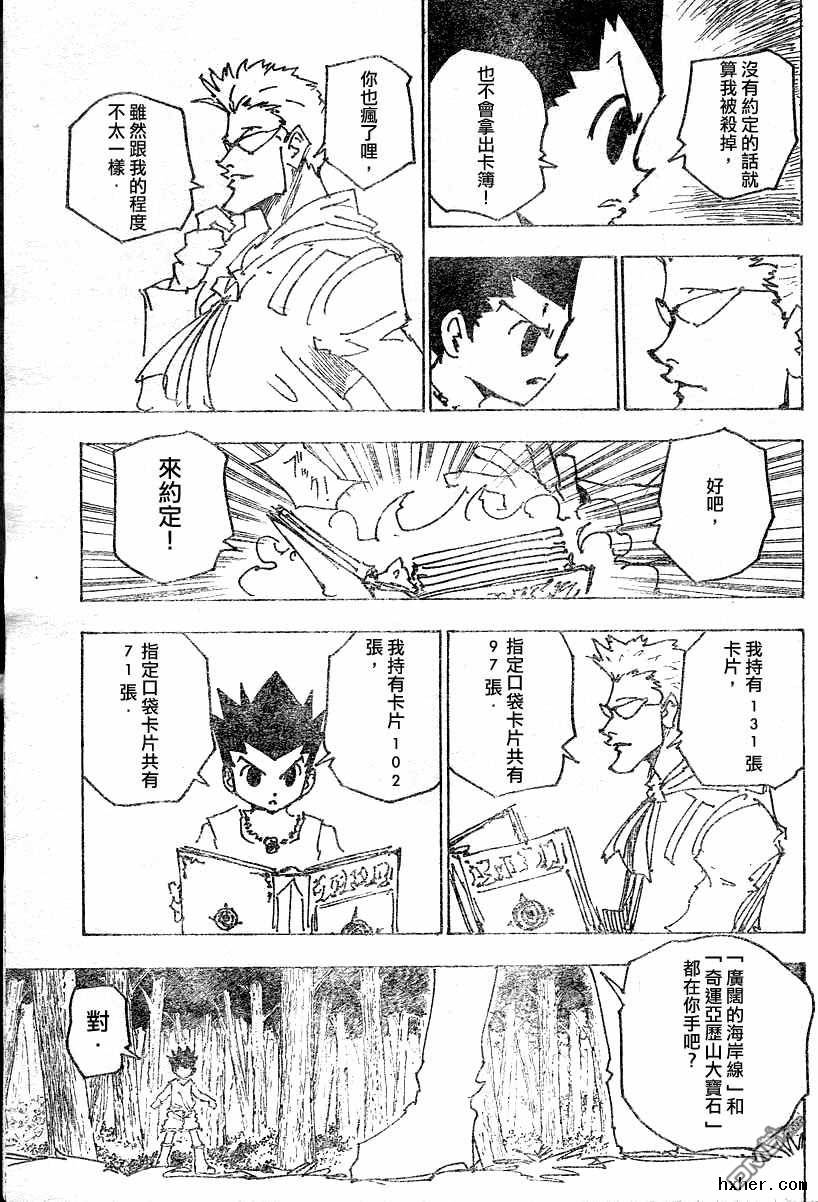 沒有約定的話就
算我被殺掉，
也不會拿出卡簿！
你也瘋了哩，
雖然跟我的程度
不太一樣．
好吧，
來約定！
我持有131張
卡片，
指定口袋卡片共有
97張．
我持有卡片102
張，
指定口袋卡片共有
71張．
「廣闊的海岸線」和
「奇運亞歷山大寶石」
都在你手吧？
對．
hxher.com